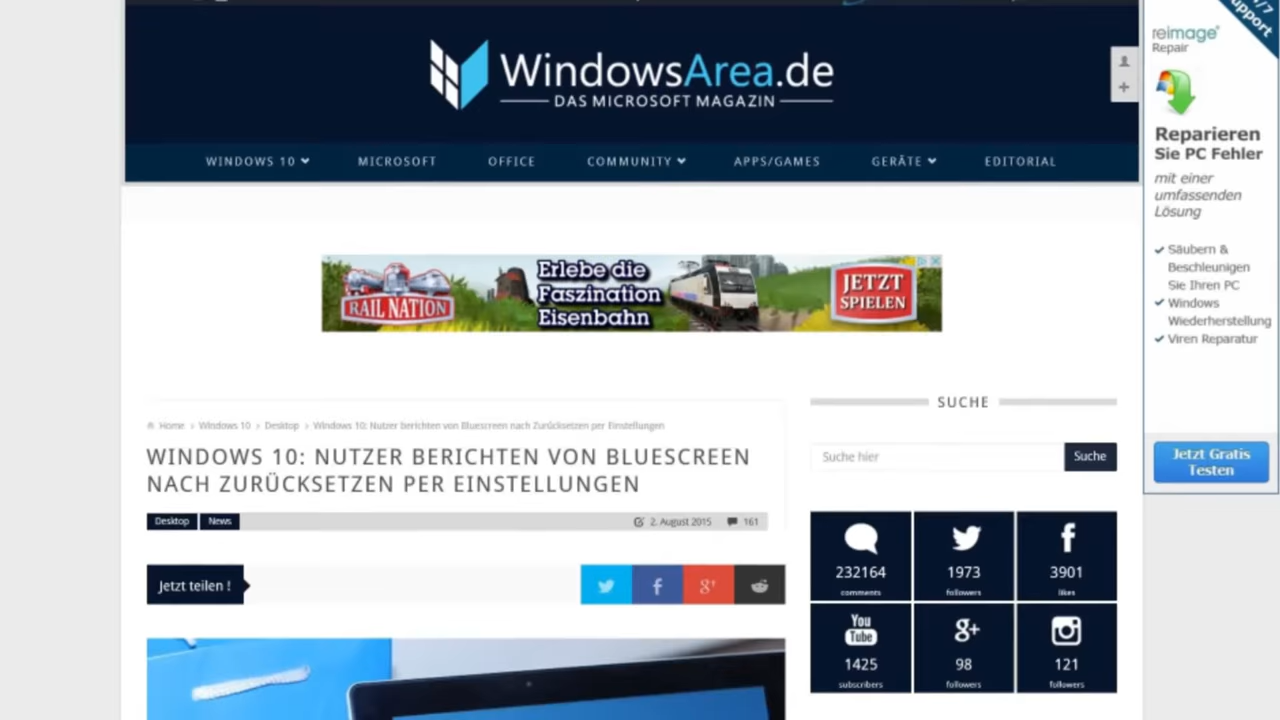 WindowsArea.de
DAS MICROSOFT MAGAZIN
WINDOWS 10
MICROSOFT
OFFICE
COMMUNITY
APPS/GAMES
GERÄTE
EDITORIAL
RAIL NATION
Erlebe die
Faszination
Eisenbahn
JETZT
SPIELEN
Home > Windows 10 > Desktop > Windows 10: Nutzer berichten von Bluescreen nach Zurücksetzen per Einstellungen
WINDOWS 10: NUTZER BERICHTEN VON BLUESCREEN
NACH ZURÜCKSETZEN PER EINSTELLUNGEN
Desktop
News
2. August 2015
161
Jetzt teilen !
SUCHE
Suche hier
Suche
232164
comments
1973
followers
3901
likes
You
Tube
1425
subscribers
g+
98
followers
121
followers
reimage®
Repair
Reparieren
Sie PC Fehler
mit einer
umfassenden
Lösung
Säubern &
Beschleunigen
Sie Ihren PC
Windows
Wiederherstellung
Viren Reparatur
Jetzt Gratis
Testen